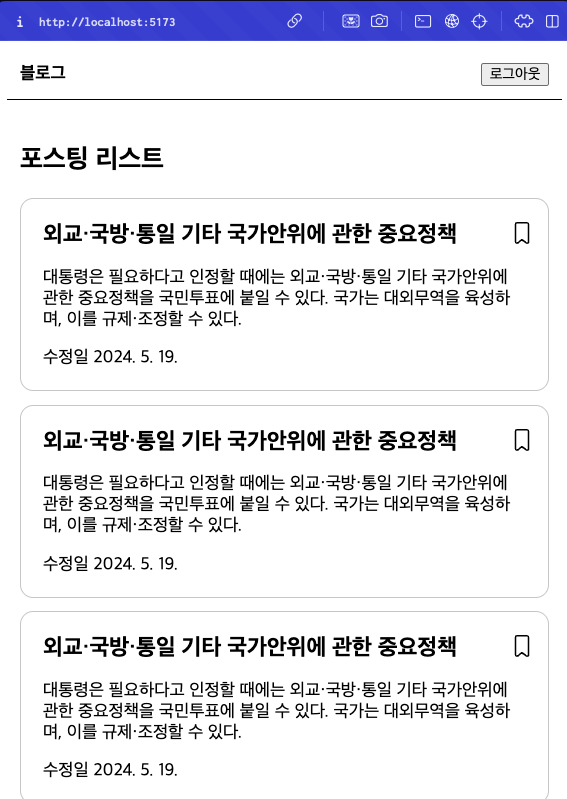 http://localhost:5173
블로그
로그아웃
포스팅 리스트
외교·국방·통일 기타 국가안위에 관한 중요정책
대통령은 필요하다고 인정할 때에는 외교·국방·통일 기타 국가안위에
관한 중요정책을 국민투표에 붙일 수 있다. 국가는 대외무역을 육성하
며, 이를 규제·조정할 수 있다.
수정일 2024. 5. 19.
외교·국방·통일 기타 국가안위에 관한 중요정책
대통령은 필요하다고 인정할 때에는 외교·국방·통일 기타 국가안위에
관한 중요정책을 국민투표에 붙일 수 있다. 국가는 대외무역을 육성하
며, 이를 규제·조정할 수 있다.
수정일 2024. 5. 19.
외교·국방·통일 기타 국가안위에 관한 중요정책
대통령은 필요하다고 인정할 때에는 외교·국방·통일 기타 국가안위에
관한 중요정책을 국민투표에 붙일 수 있다. 국가는 대외무역을 육성하
며, 이를 규제·조정할 수 있다.
수정일 2024. 5. 19.